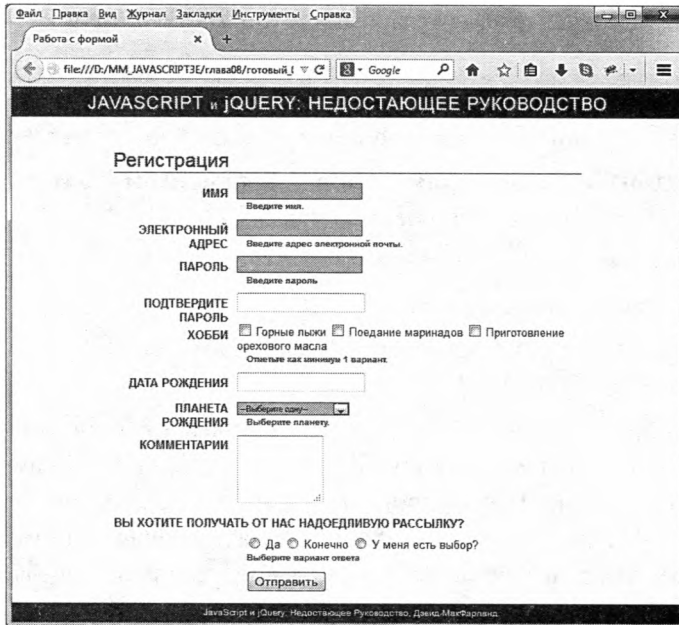 Файл Правка Вид Журнал Закладки Инструменты Справка
Работа с формой
file:///D:/MM_JAVASCRIPT3E/глава08/готовый_( Google
JAVASCRIPT и jQUERY: НЕДОСТАЮЩЕЕ РУКОВОДСТВО
Регистрация
ИМЯ
Введите имя.
ЭЛЕКТРОННЫЙ
АДРЕС
Введите адрес электронной почты.
ПАРОЛЬ
Введите пароль
ПОДТВЕРДИТЕ
ПАРОЛЬ
ХОББИ Горные лыжи Поедание маринадов Приготовление
орехового масла
Отметьте как минимум 1 вариант.
ДАТА РОЖДЕНИЯ
ПЛАНЕТА
РОЖДЕНИЯ
--Выберите одну--
Выберите планету.
КОММЕНТАРИИ
ВЫ ХОТИТЕ ПОЛУЧАТЬ ОТ НАС НАДОЕДЛИВУЮ РАССЫЛКУ?
Да Конечно У меня есть выбор?
Выберите вариант ответа
Отправить
JavaScript и jQuery: Недостающее Руководство, Дэвид МакФарланд.